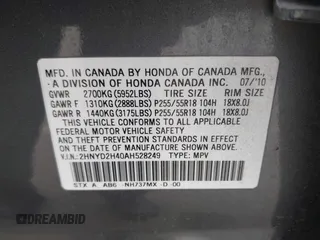 MFD. IN CANADA BY HONDA OF CANADA MFG.,
- A DIVISION OF HONDA CANADA INC. 07/'10
GVWR 2700KG(5952LBS) TIRE SIZE RIM SIZE
GAWR F 1310KG(2888LBS) P255/55R18 104H 18X8.0J
GAWR R 1440KG(3175LBS) P255/55R18 104H 18X8.0J
THIS VEHICLE CONFORMS TO ALL APPLICABLE
FEDERAL MOTOR VEHICLE SAFETY AND
THEFT PREVENTION STANDARDS IN EFFECT ON
THE DATE OF MANUFACTURE SHOWN ABOVE.
V.I.N.: 2HNYD2H40AH528249 TYPE: MPV
STX A AB6 NH737MX -D -00
DREAMBID